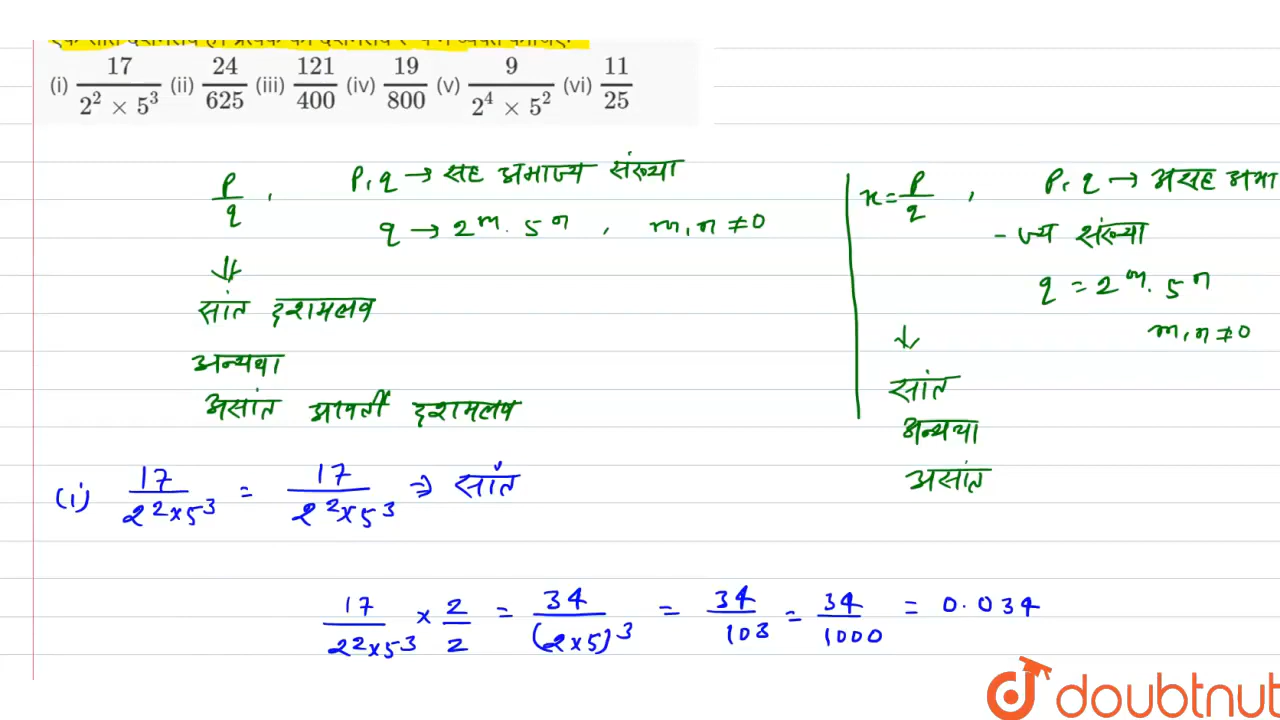 (i) 17/(2² × 5³) (ii) 24/625 (iii) 121/400 (iv) 19/800 (v) 9/(2⁴ × 5²) (vi) 11/25
p/q , p, q → सह अभाज्य संख्या
q → 2^m . 5^n , m, n ≠ 0
⇓
सांत दशमलव
अन्यथा
असांत आवर्ती दशमलव
x = p/q , p, q → असह अभा
- ज्य संख्या
q = 2^m . 5^n
m, n ≠ 0
↓
सांत
अन्यथा
असांत
(i) 17/(2² × 5³) = 17/(2² × 5³) ⇒ सांत
17/(2² × 5³) × 2/2 = 34/(2 × 5)³ = 34/10³ = 34/1000 = 0.034
doubtnut